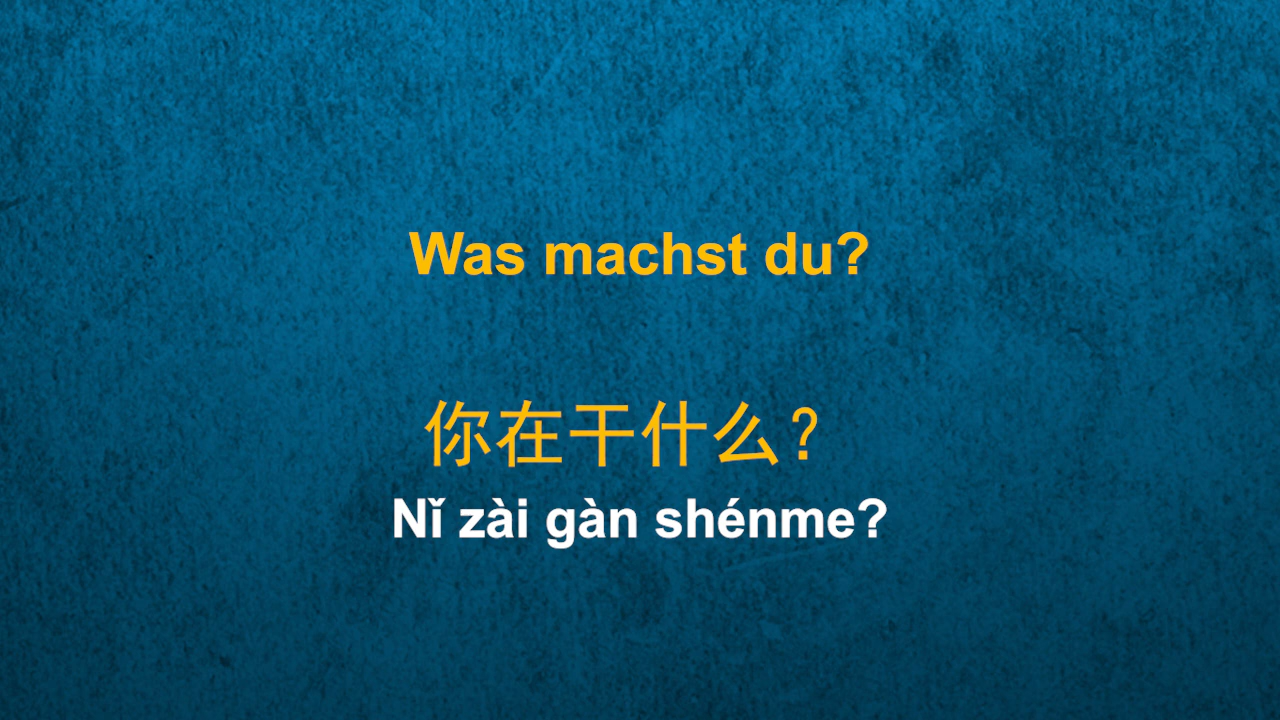 Was machst du?
你在干什么？
Nǐ zài gàn shénme?